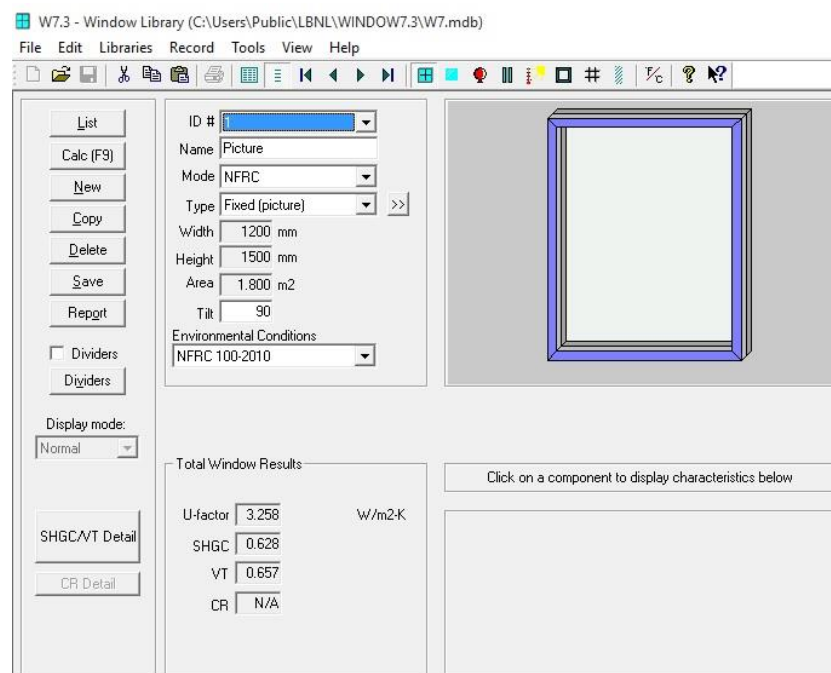 W7.3 - Window Library (C:\Users\Public\LBNL\WINDOW7.3\W7.mdb)
File Edit Libraries Record Tools View Help
List
Calc (F9)
New
Copy
Delete
Save
Report
Dividers
Dividers
Display mode:
Normal
SHGC/VT Detail
CR Detail
ID # 1
Name Picture
Mode NFRC
Type Fixed (picture) >>
Width 1200 mm
Height 1500 mm
Area 1.800 m2
Tilt 90
Environmental Conditions
NFRC 100-2010
Total Window Results
U-factor 3.258 W/m2-K
SHGC 0.628
VT 0.657
CR N/A
Click on a component to display characteristics below